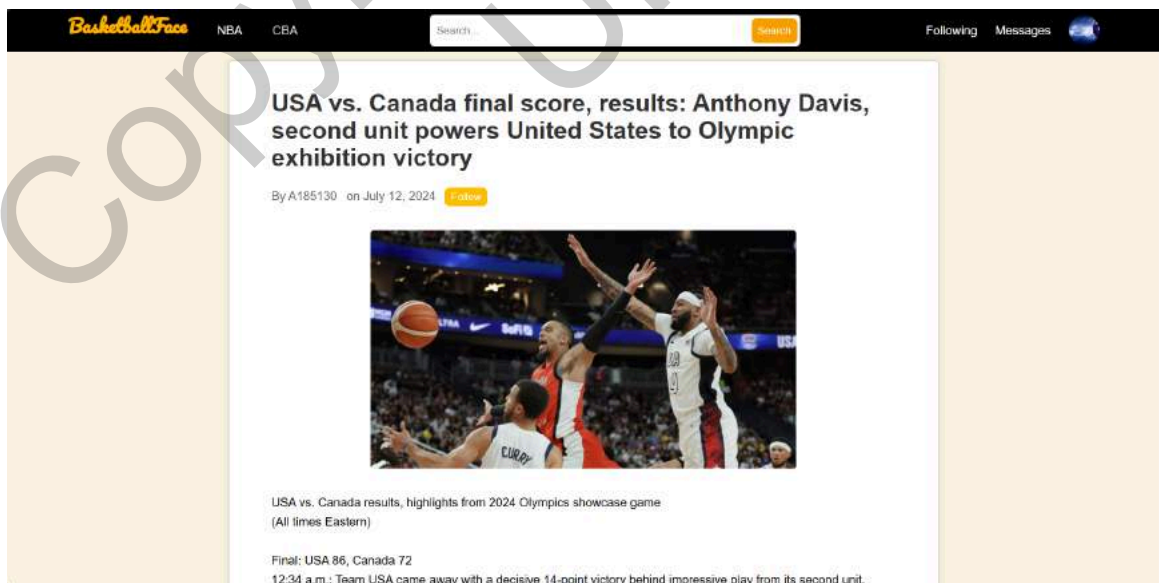 BasketballFace NBA CBA Search... Search Following Messages
USA vs. Canada final score, results: Anthony Davis,
second unit powers United States to Olympic
exhibition victory
By A185130 on July 12, 2024 Follow
ULTRA SoFi USA
CURRY
USA vs. Canada results, highlights from 2024 Olympics showcase game
(All times Eastern)
Final: USA 86, Canada 72
12:34 a.m.: Team USA came away with a decisive 14-point victory behind impressive play from its second unit.